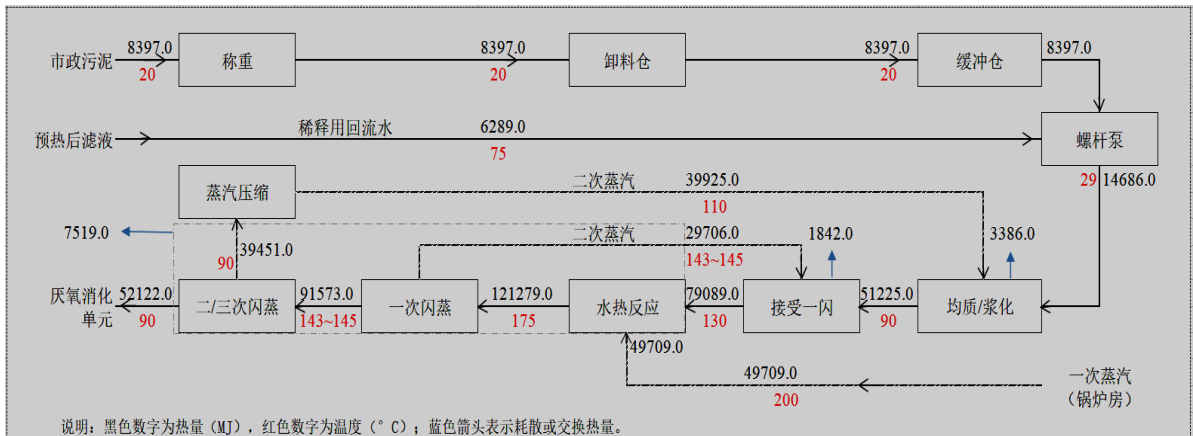 市政污泥
8397.0
20
称重
8397.0
20
卸料仓
8397.0
20
缓冲仓
8397.0
预热后滤液
稀释用回流水
6289.0
75
螺杆泵
29
14686.0
蒸汽压缩
二次蒸汽
39925.0
110
7519.0
39451.0
90
二次蒸汽
29706.0
143~145
1842.0
3386.0
厌氧消化
单元
52122.0
90
二/三次闪蒸
91573.0
143~145
一次闪蒸
121279.0
175
水热反应
79089.0
130
接受一闪
51225.0
90
均质/浆化
49709.0
49709.0
200
一次蒸汽
（锅炉房）
说明：黑色数字为热量（MJ），红色数字为温度（° C）；蓝色箭头表示耗散或交换热量。